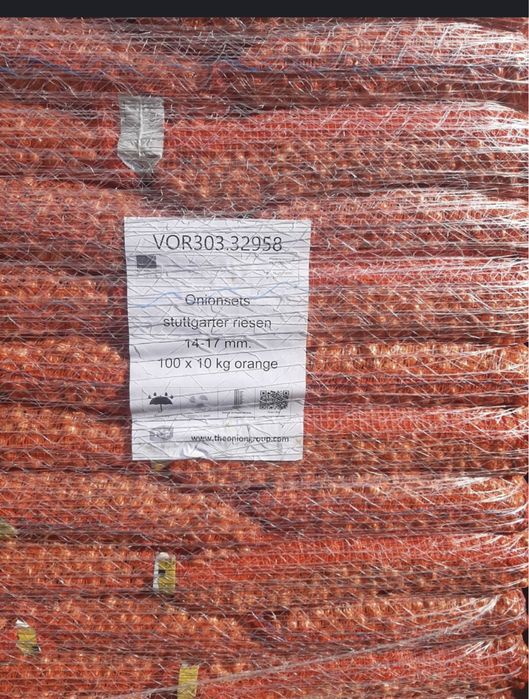 VOR303.32958
Onionsets
stuttgarter riesen
14-17 mm.
100 x 10 kg orange
www.theoniongroup.com